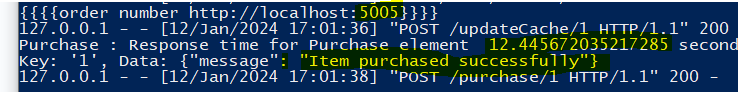 {{{{order number http://localhost:5005}}}}
127.0.0.1 - - [12/Jan/2024 17:01:36] "POST /updateCache/1 HTTP/1.1" 200
Purchase : Response time for Purchase element  12.445672035217285 second
Key: '1', Data: {"message": "Item purchased successfully"}
127.0.0.1 - - [12/Jan/2024 17:01:38] "POST /purchase/1 HTTP/1.1" 200 -